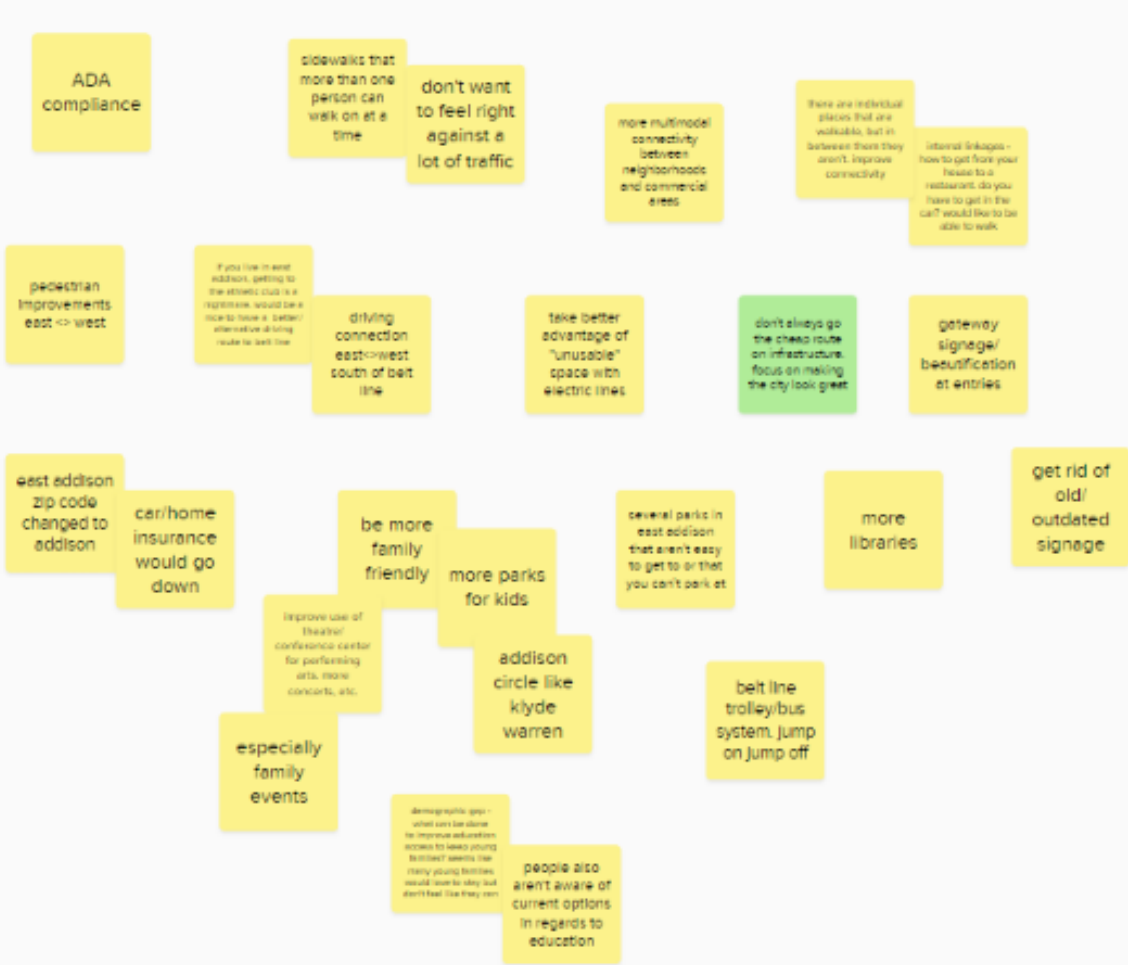 ADA
compliance
sidewalks that
more than one
person can
walk on at a
time
don't want
to feel right
against a
lot of traffic
more multimodal
connectivity
between
neighborhoods
and commercial
areas
there are individual
places that are
walkable, but in
between them they
aren't. improve
connectivity
internal linkages -
how to get from your
house to a
restaurant. do you
have to get in the
car? would like to be
able to walk
pedestrian
improvements
east <> west
if you live in east
addison, getting to
the athletic club is a
nightmare. would be a
nice to have a better/
alternative driving
route to belt line
driving
connection
east<>west
south of belt
line
take better
advantage of
"unusable"
space with
electric lines
don't always go
the cheap route
on infrastructure.
focus on making
the city look great
gateway
signage/
beautification
at entries
east addison
zip code
changed to
addison
car/home
insurance
would go
down
be more
family
friendly
more parks
for kids
several parks in
east addison
that aren't easy
to get to or that
you can't park at
more
libraries
get rid of
old/
outdated
signage
improve use of
theatre/
conference center
for performing
arts. more
concerts, etc.
addison
circle like
klyde
warren
belt line
trolley/bus
system. jump
on jump off
especially
family
events
demographic gap -
what can be done
to improve education
access to keep young
families? seems like
many young families
would love to stay but
don't feel like they can
people also
aren't aware of
current options
in regards to
education